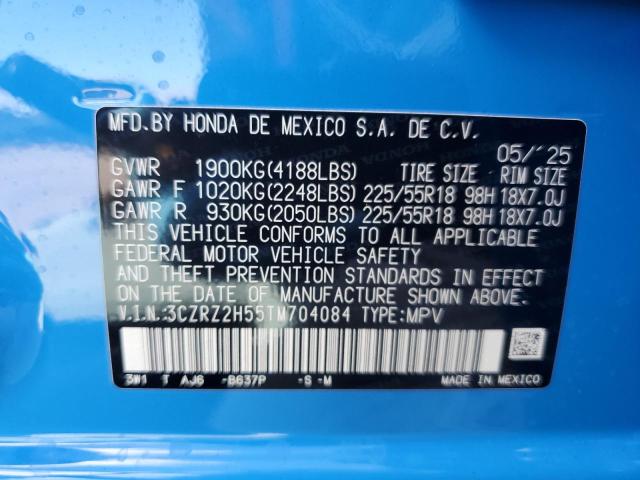 MFD.BY HONDA DE MEXICO S.A. DE C.V.
05/'25
GVWR 1900KG(4188LBS) TIRE SIZE RIM SIZE
GAWR F 1020KG(2248LBS) 225/55R18 98H 18X7.0J
GAWR R 930KG(2050LBS) 225/55R18 98H 18X7.0J
THIS VEHICLE CONFORMS TO ALL APPLICABLE
FEDERAL MOTOR VEHICLE SAFETY
AND THEFT PREVENTION STANDARDS IN EFFECT
ON THE DATE OF MANUFACTURE SHOWN ABOVE.
V.I.N.:3CZRZ2H55TM704084 TYPE:MPV
3W1 T AJ6 -B637P -S-M MADE IN MEXICO